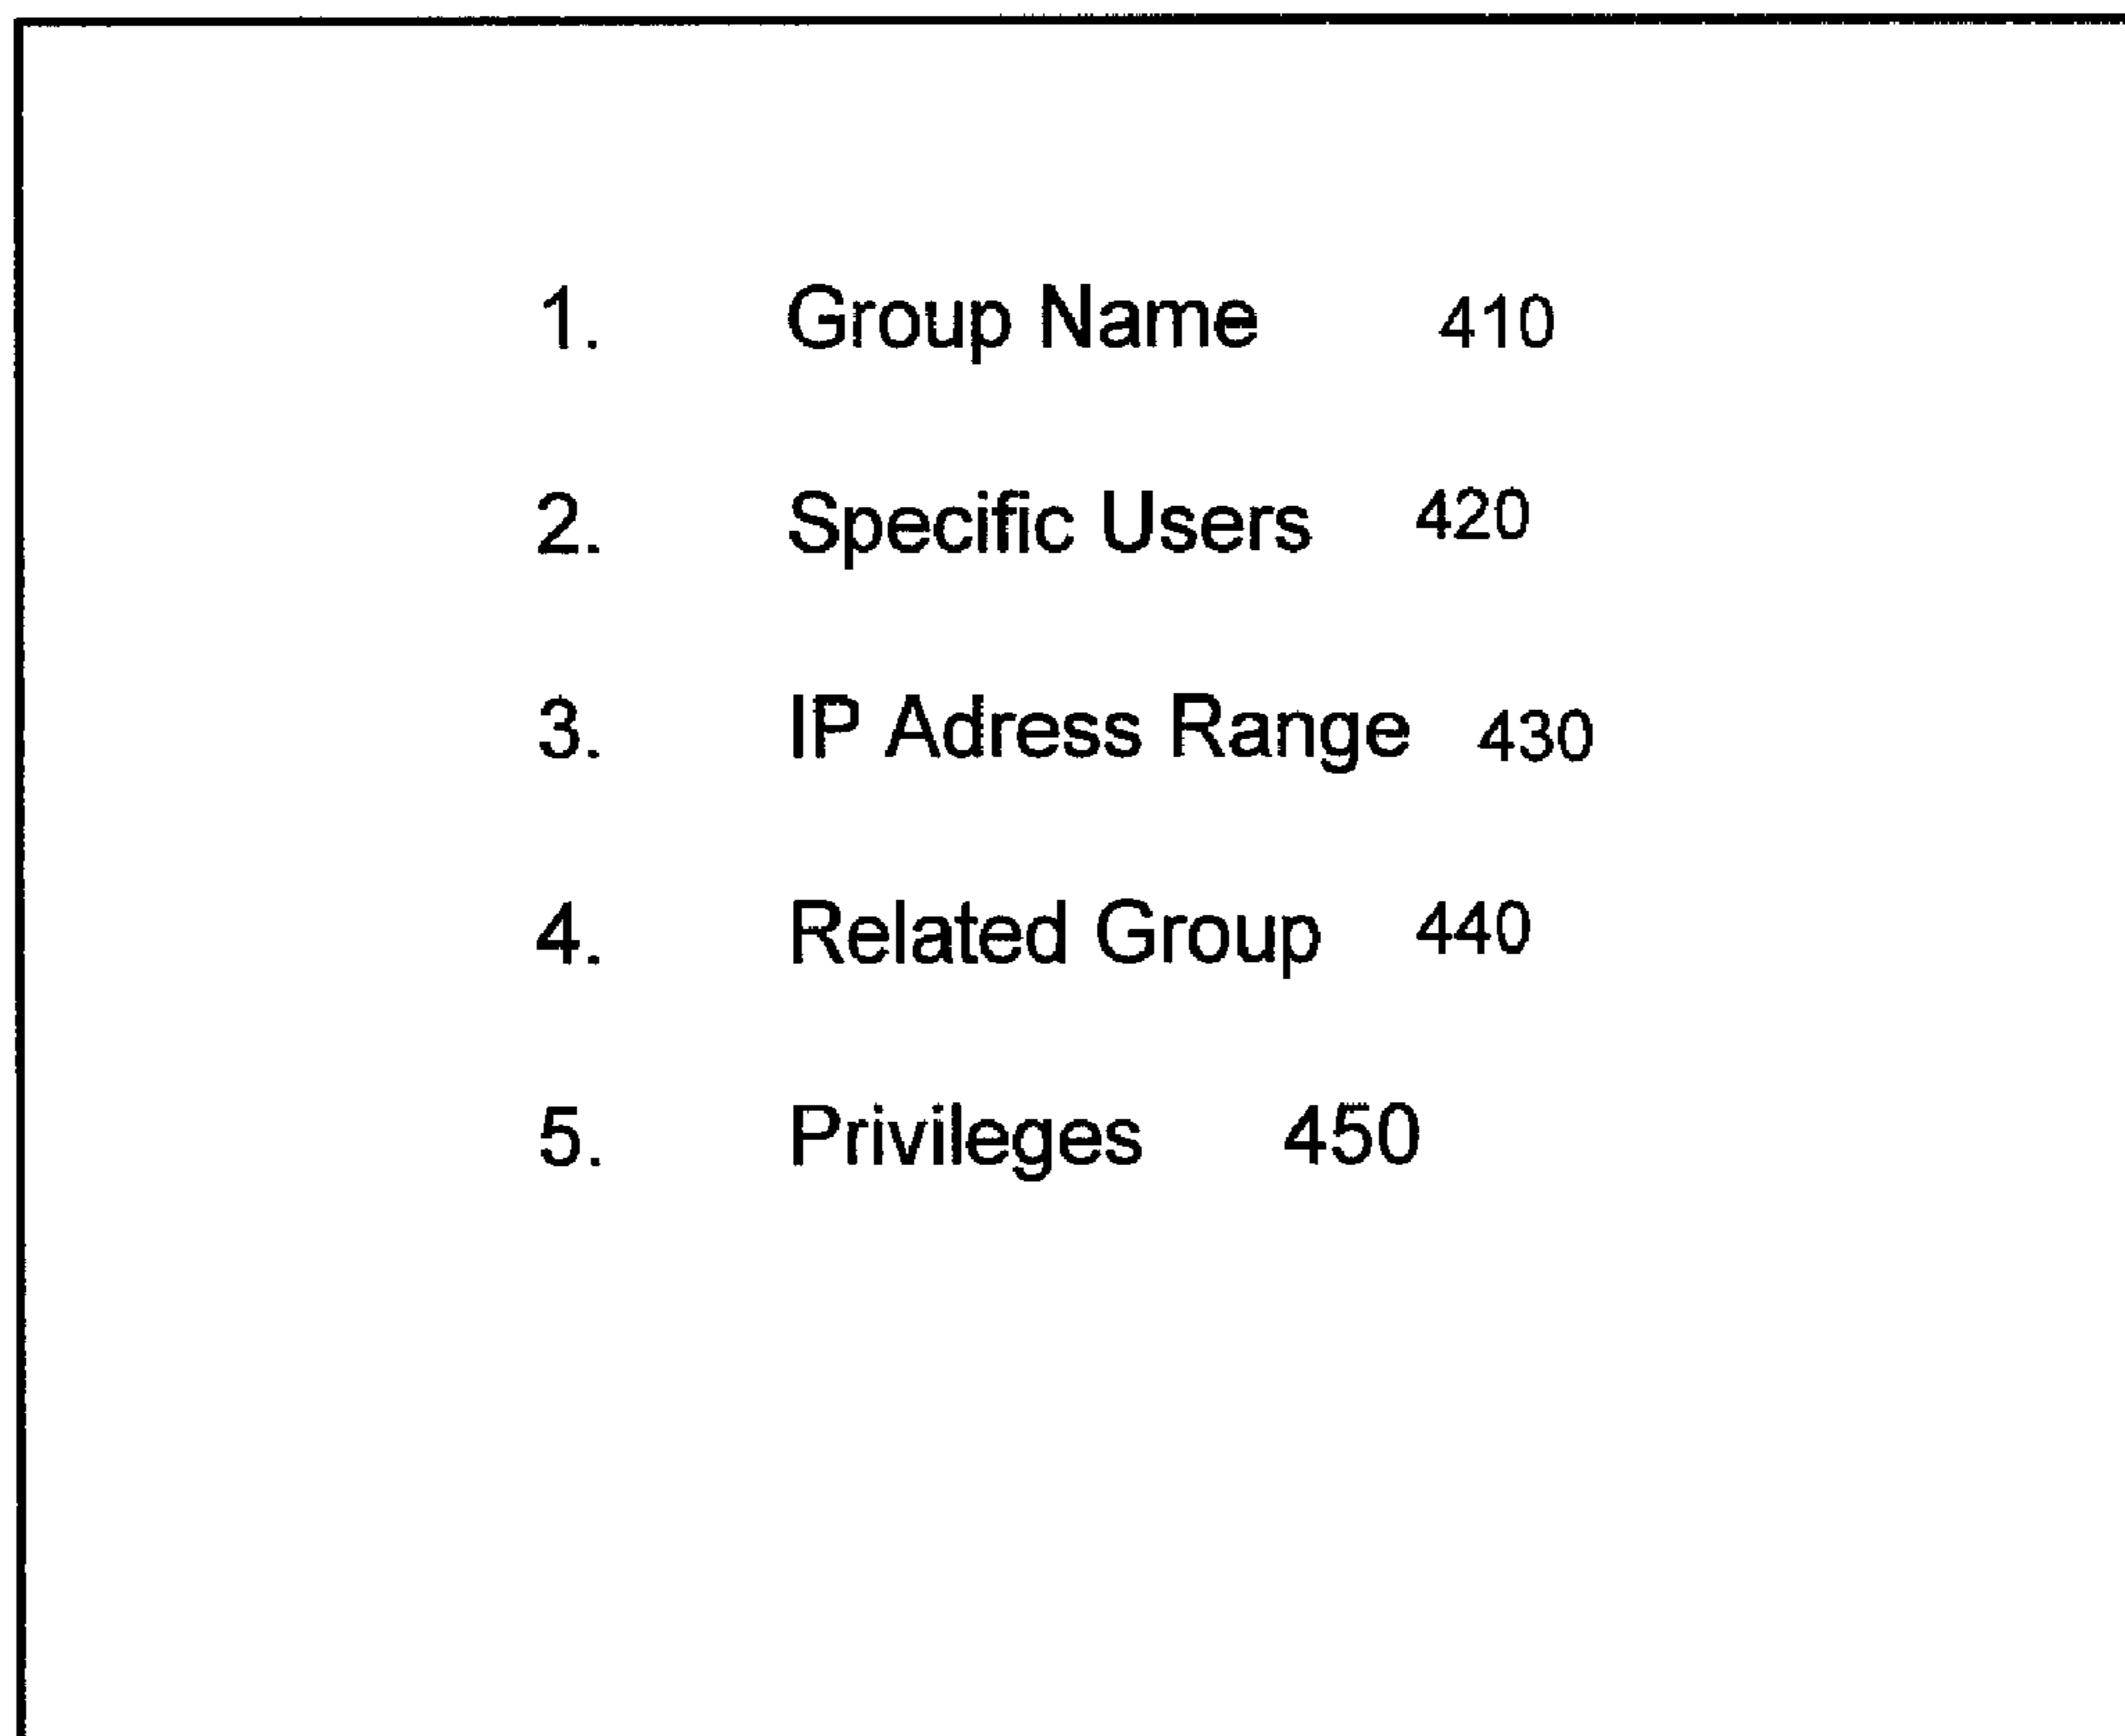 1. Group Name 410
2. Specific Users 420
3. IP Adress Range 430
4. Related Group 440
5. Privileges 450